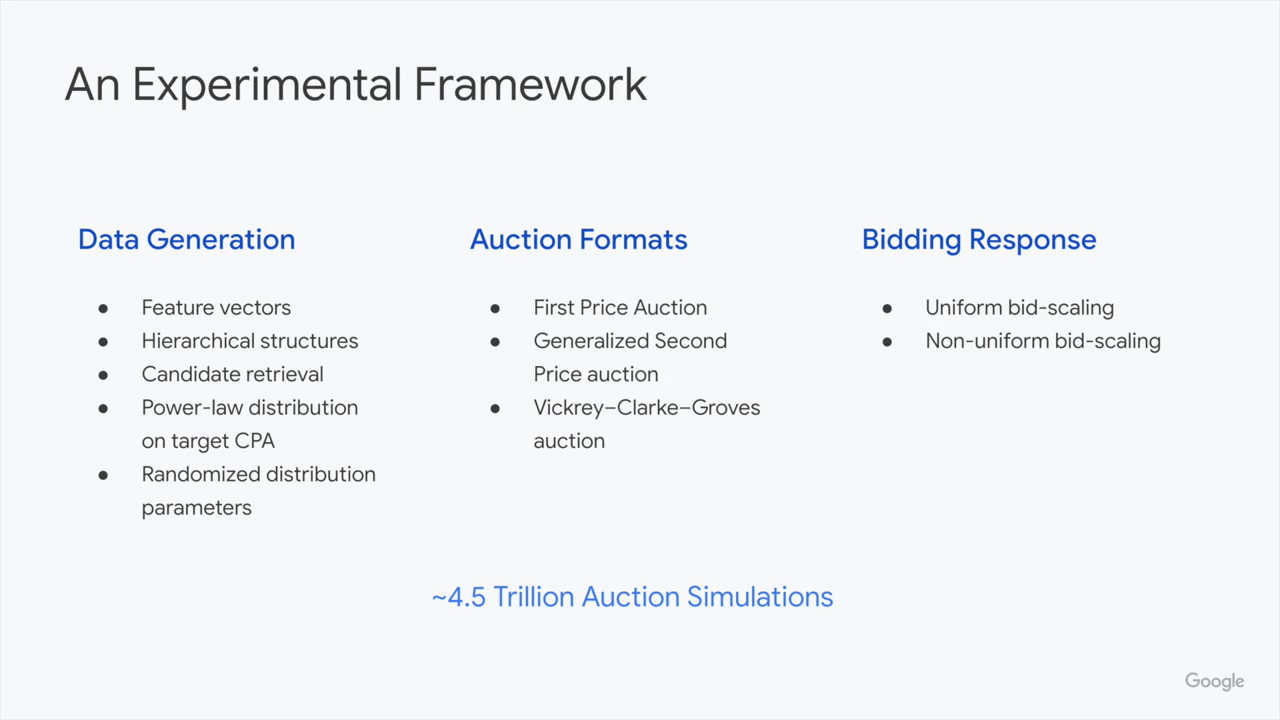 An Experimental Framework
Data Generation
● Feature vectors
● Hierarchical structures
● Candidate retrieval
● Power-law distribution
on target CPA
● Randomized distribution
parameters
Auction Formats
● First Price Auction
● Generalized Second
Price auction
● Vickrey–Clarke–Groves
auction
Bidding Response
● Uniform bid-scaling
● Non-uniform bid-scaling
~4.5 Trillion Auction Simulations
Google